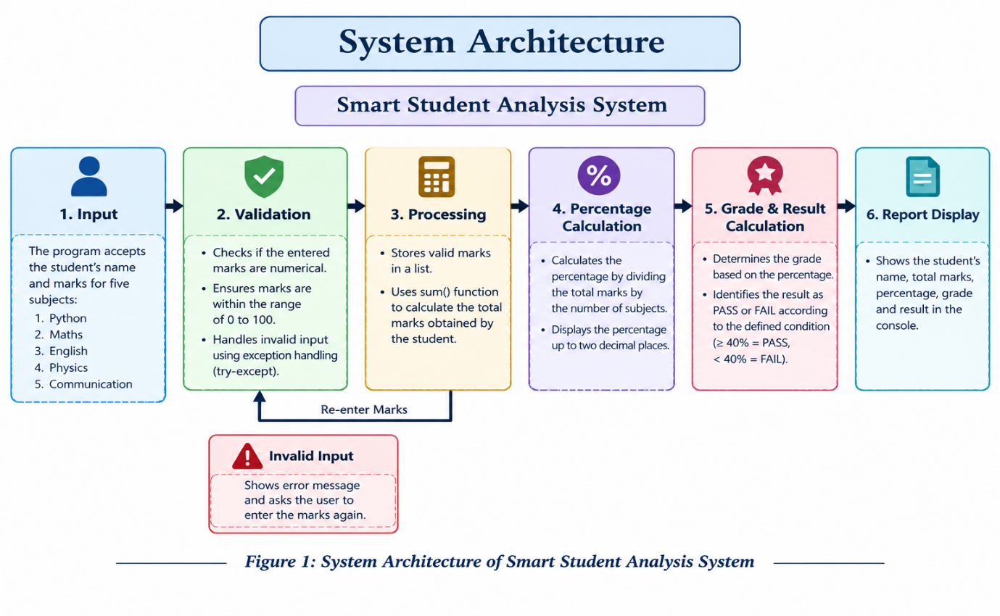 System Architecture
Smart Student Analysis System
1. Input
The program accepts
the student’s name
and marks for five
subjects:
1. Python
2. Maths
3. English
4. Physics
5. Communication
2. Validation
• Checks if the entered
marks are numerical.
• Ensures marks are
within the range
of 0 to 100.
• Handles invalid input
using exception handling
(try-except).
3. Processing
• Stores valid marks
in a list.
• Uses sum() function
to calculate the total
marks obtained by
the student.
%
4. Percentage
Calculation
• Calculates the
percentage by dividing
the total marks by
the number of subjects.
• Displays the percentage
up to two decimal places.
5. Grade & Result
Calculation
• Determines the grade
based on the percentage.
• Identifies the result as
PASS or FAIL according
to the defined condition
(≥ 40% = PASS,
< 40% = FAIL).
6. Report Display
• Shows the student’s
name, total marks,
percentage, grade
and result in the
console.
Re-enter Marks
! Invalid Input
Shows error message
and asks the user to
enter the marks again.
Figure 1: System Architecture of Smart Student Analysis System